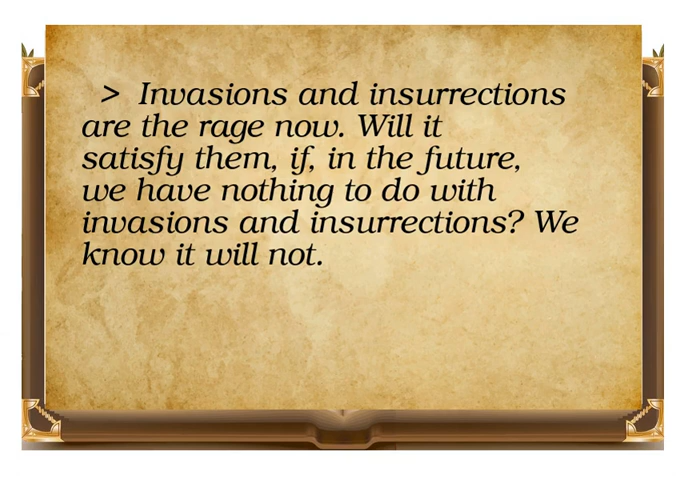 > Invasions and insurrections
are the rage now. Will it
satisfy them, if, in the future,
we have nothing to do with
invasions and insurrections? We
know it will not.